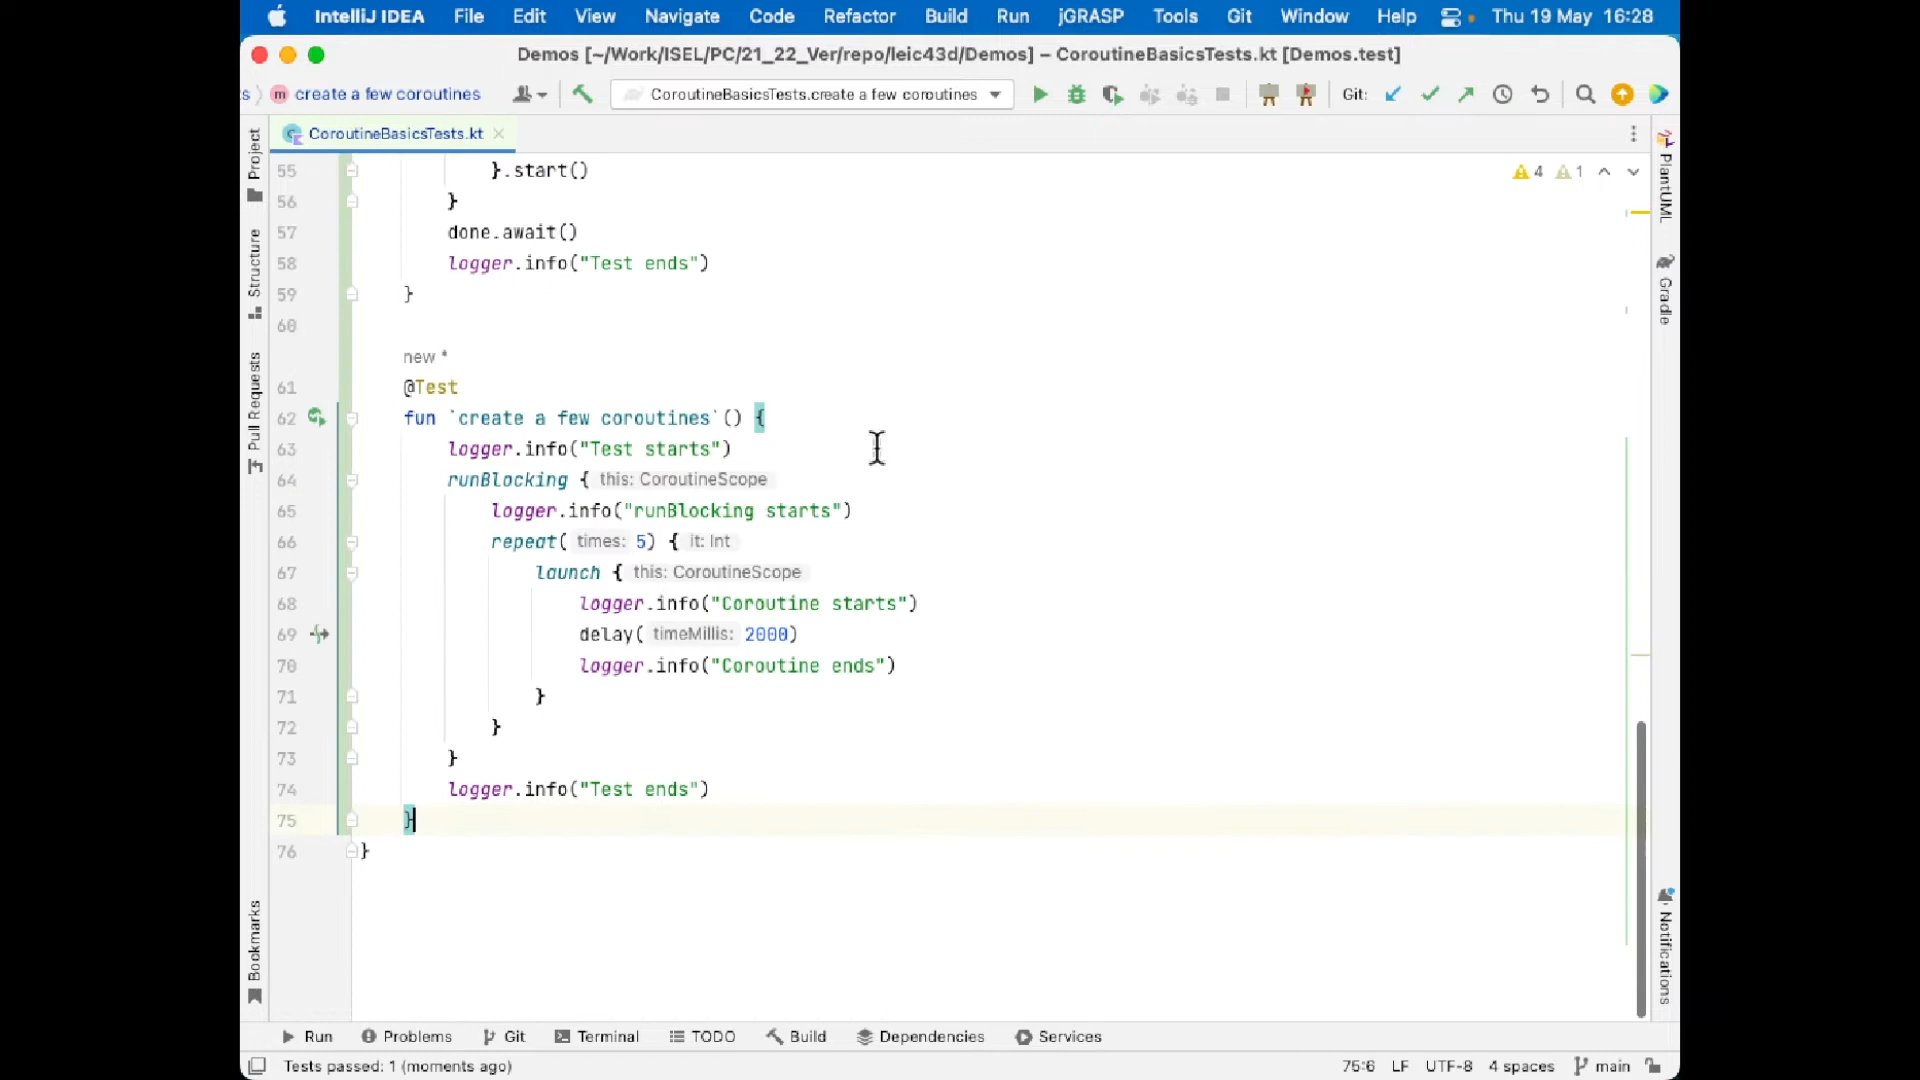 IntelliJ IDEA File Edit View Navigate Code Refactor Build Run jGRASP Tools Git Window Help Thu 19 May 16:28
Demos [~/Work/ISEL/PC/21_22_Ver/repo/leic43d/Demos] – CoroutineBasicsTests.kt [Demos.test]
s create a few coroutines CoroutineBasicsTests.create a few coroutines Git:
CoroutineBasicsTests.kt
Project
Structure
Pull Requests
Bookmarks
4 1
55 }.start()
56 }
57 done.await()
58 logger.info("Test ends")
59 }
60
new *
61 @Test
62 fun `create a few coroutines`() {
63 logger.info("Test starts")
64 runBlocking { this: CoroutineScope
65 logger.info("runBlocking starts")
66 repeat( times: 5) { it: Int
67 launch { this: CoroutineScope
68 logger.info("Coroutine starts")
69 delay( timeMillis: 2000)
70 logger.info("Coroutine ends")
71 }
72 }
73 }
74 logger.info("Test ends")
75 }
76 }
PlantUML
Gradle
Notifications
Run Problems Git Terminal TODO Build Dependencies Services
Tests passed: 1 (moments ago) 75:6 LF UTF-8 4 spaces main